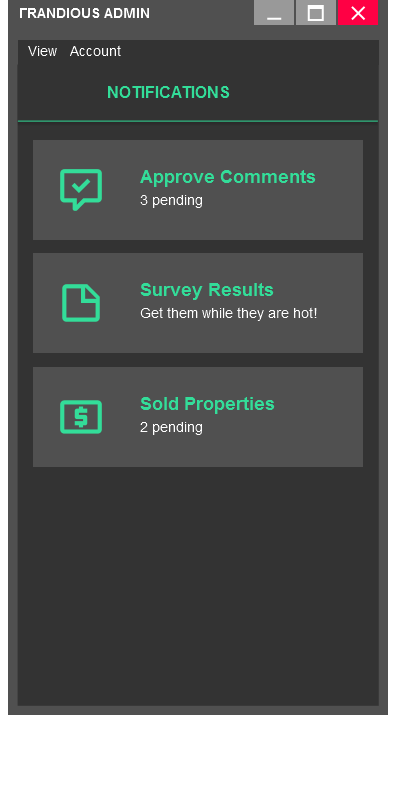 FRANDIOUS ADMIN
View Account
NOTIFICATIONS
Approve Comments
3 pending
Survey Results
Get them while they are hot!
$
Sold Properties
2 pending